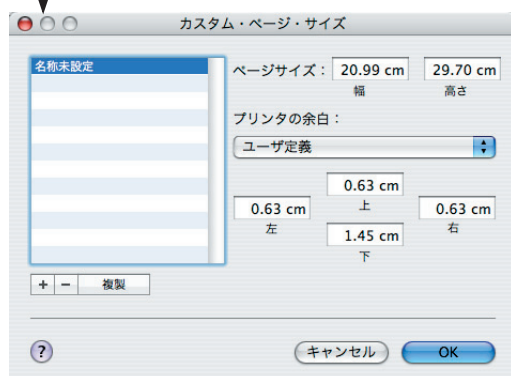 カスタム・ページ・サイズ
名称未設定
ページサイズ： 20.99 cm 29.70 cm
幅 高さ
プリンタの余白：
ユーザ定義
0.63 cm
上
0.63 cm 0.63 cm
左 右
1.45 cm
下
+ − 複製
? キャンセル OK